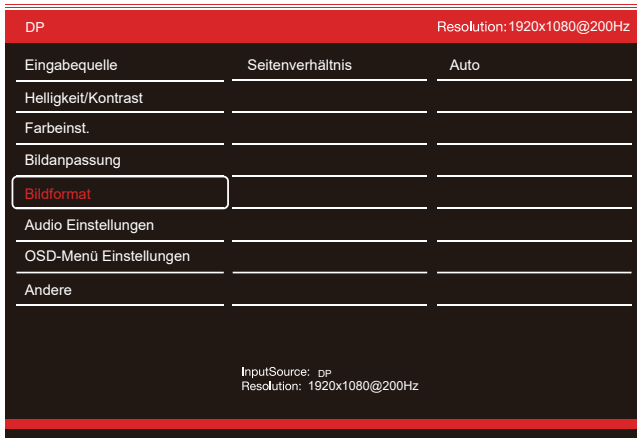 DP Resolution:1920x1080@200Hz
Eingabequelle Seitenverhältnis Auto
Helligkeit/Kontrast
Farbeinst.
Bildanpassung
Bildformat
Audio Einstellungen
OSD-Menü Einstellungen
Andere
InputSource: DP
Resolution: 1920x1080@200Hz